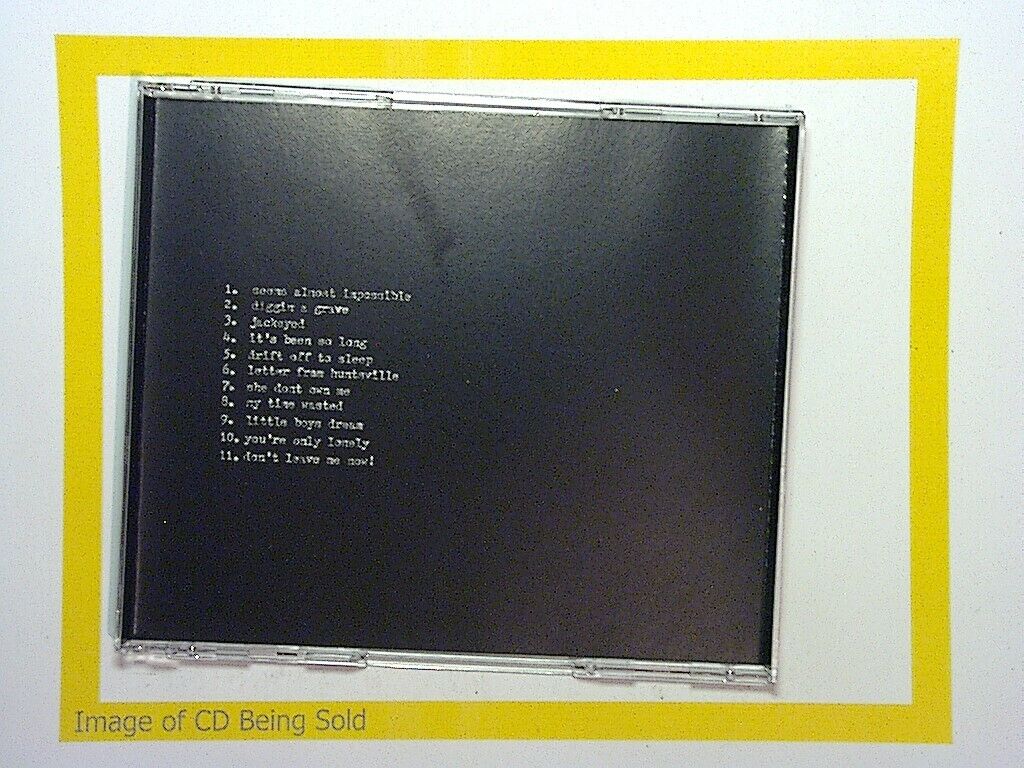 1. seems almost impossible
2. diggin a grave
3. jackeyed
4. it's been so long
5. drift off to sleep
6. letter from huntsville
7. she dont own me
8. my time wasted
9. little boys dream
10. you're only lonely
11. don't leave me now!
Image of CD Being Sold